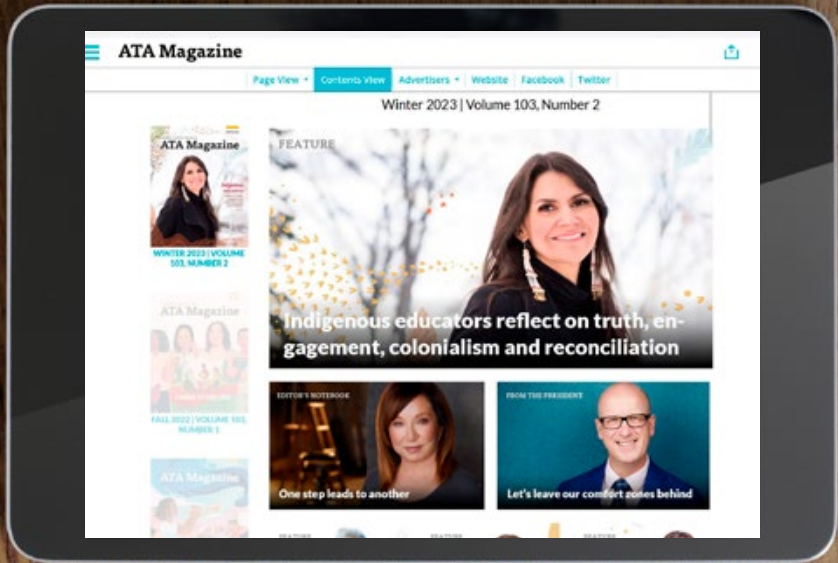 ATA Magazine
Page View
Contents View
Advertisers
Website
Facebook
Twitter
Winter 2023 | Volume 103, Number 2
ATA Magazine
WINTER 2023 | VOLUME
103, NUMBER 2
FEATURE
Indigenous educators reflect on truth, en-
gagement, colonialism and reconciliation
ATA Magazine
FALL 2022 | VOLUME 103,
NUMBER 1
EDITOR'S NOTEBOOK
One step leads to another
FROM THE PRESIDENT
Let's leave our comfort zones behind
ATA Magazine
FEATURE
FEATURE
FEATURE